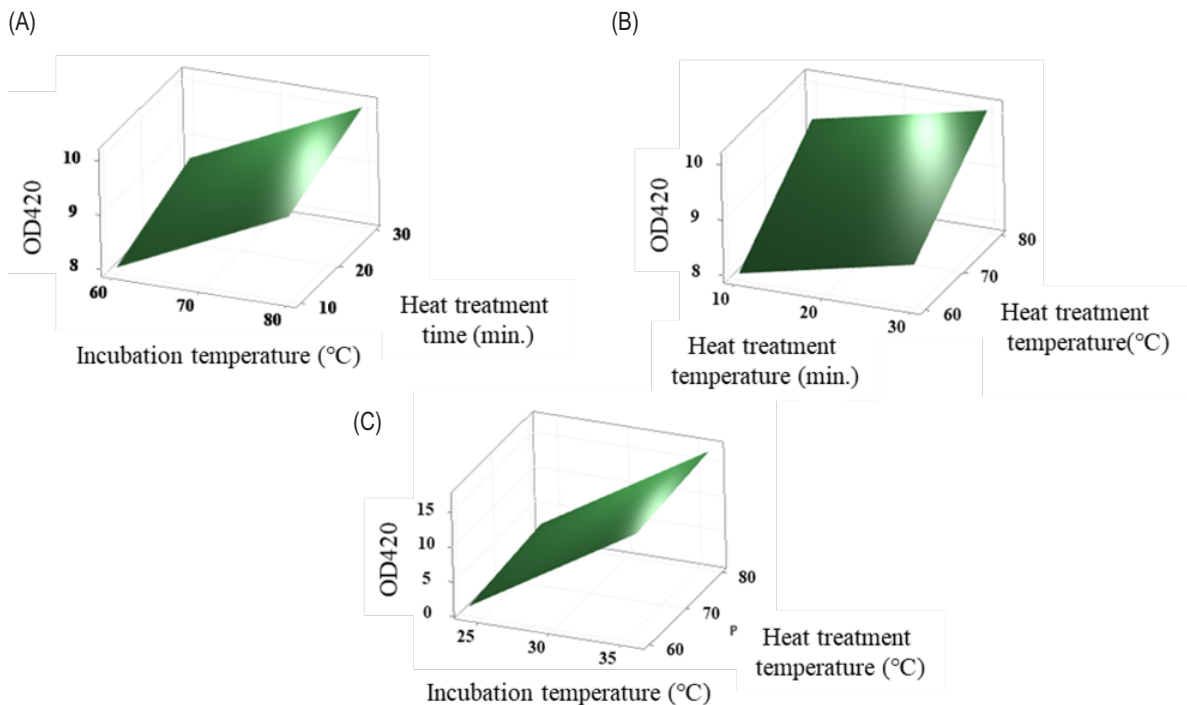 (A)
10
9
8
OD420
60
70
80
10
20
30
Heat treatment
time (min.)
Incubation temperature (°C)
(B)
10
9
8
OD420
10
20
30
60
70
80
Heat treatment
temperature (min.)
Heat treatment
temperature(°C)
(C)
15
10
5
0
OD420
25
30
35
60
70
80
P
Heat treatment
temperature (°C)
Incubation temperature (°C)